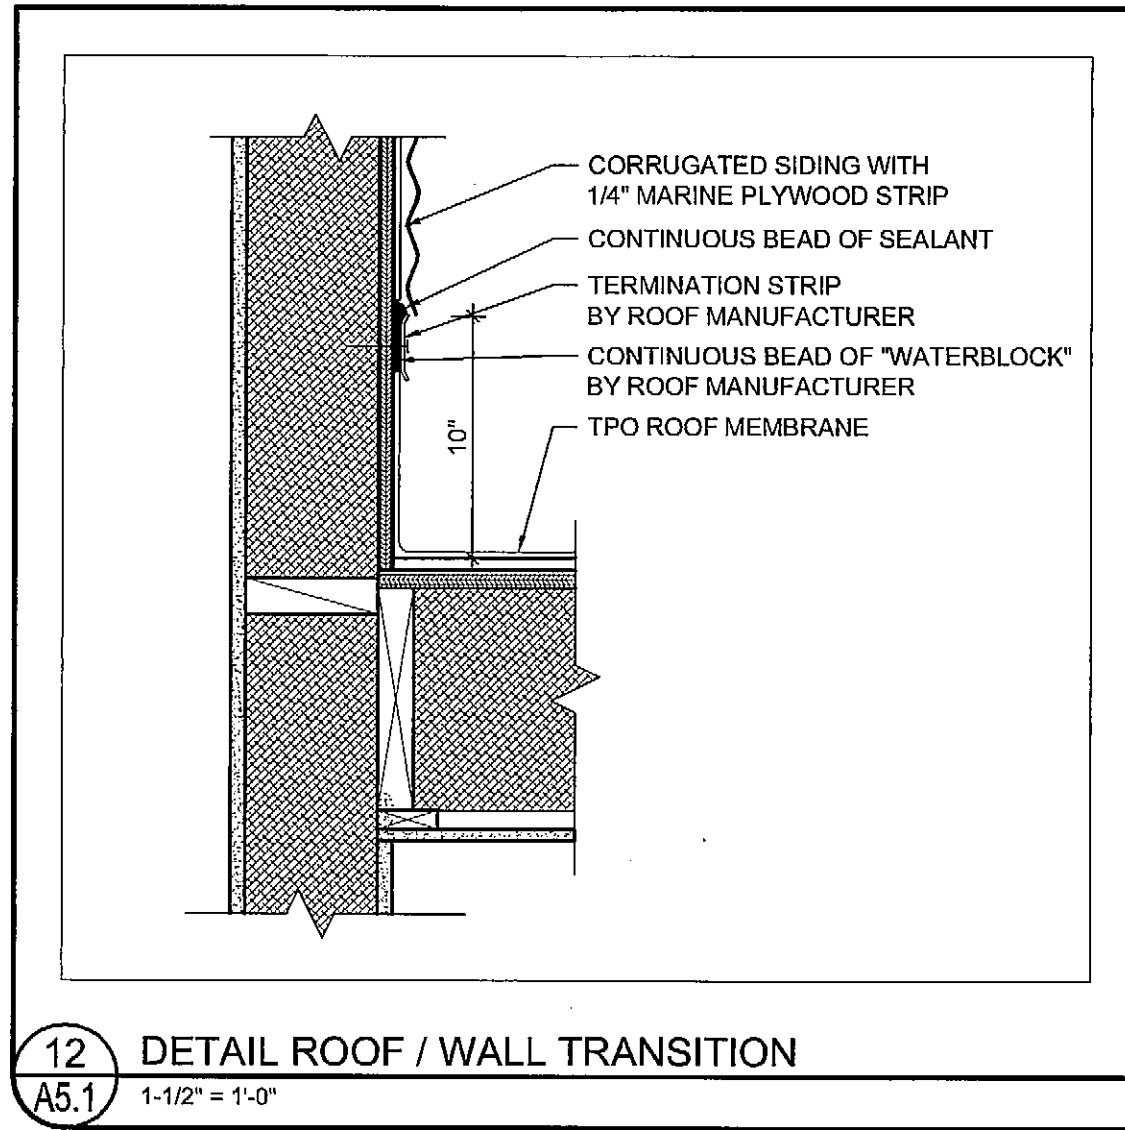 CORRUGATED SIDING WITH
1/4" MARINE PLYWOOD STRIP
CONTINUOUS BEAD OF SEALANT
TERMINATION STRIP
BY ROOF MANUFACTURER
CONTINUOUS BEAD OF "WATERBLOCK"
BY ROOF MANUFACTURER
TPO ROOF MEMBRANE
10"
12
A5.1
DETAIL ROOF / WALL TRANSITION
1-1/2" = 1'-0"